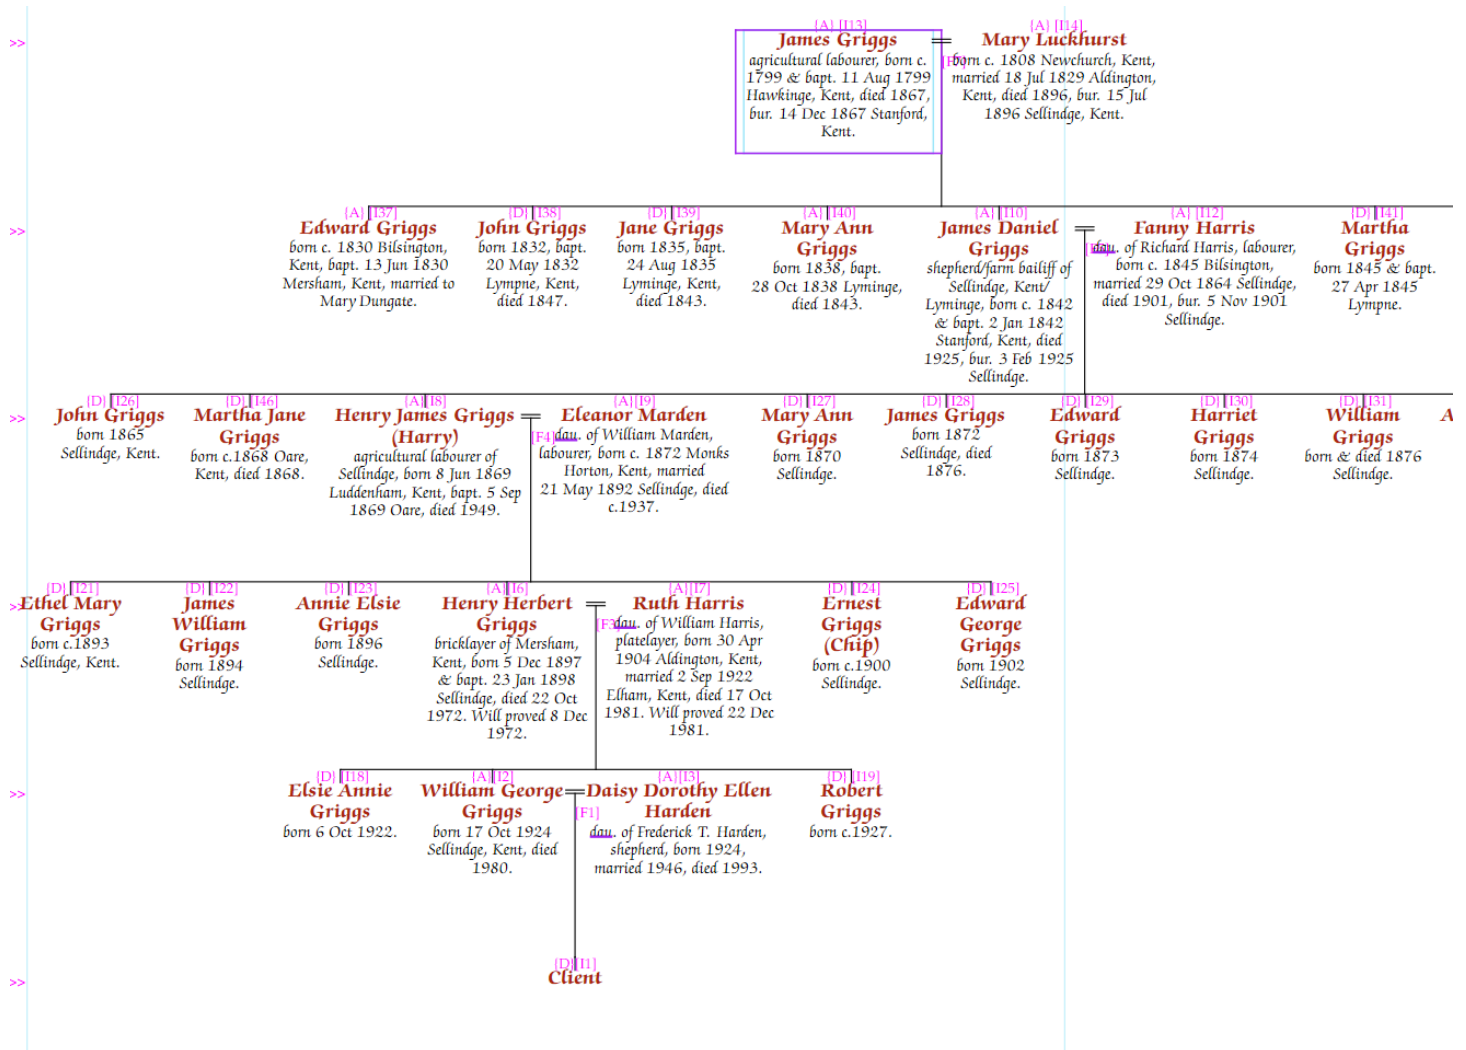 {A} [I13]
James Griggs
agricultural labourer, born c.
1799 & bapt. 11 Aug 1799
Hawkinge, Kent, died 1867,
bur. 14 Dec 1867 Stanford,
Kent.
{A} [I14]
Mary Luckhurst
born c. 1808 Newchurch, Kent,
married 18 Jul 1829 Aldington,
Kent, died 1896, bur. 15 Jul
1896 Sellindge, Kent.
>>
{A} [I37]
Edward Griggs
born c. 1830 Bilsington,
Kent, bapt. 13 Jun 1830
Mersham, Kent, married to
Mary Dungate.
{D} [I38]
John Griggs
born 1832, bapt.
20 May 1832
Lympne, Kent,
died 1847.
{D} [I39]
Jane Griggs
born 1835, bapt.
24 Aug 1835
Lyminge, Kent,
died 1843.
{A} [I40]
Mary Ann
Griggs
born 1838, bapt.
28 Oct 1838 Lyminge,
died 1843.
{A} [I10]
James Daniel
Griggs
shepherd/farm bailiff of
Sellindge, Kent/
Lyminge, born c. 1842
& bapt. 2 Jan 1842
Stanford, Kent, died
1925, bur. 3 Feb 1925
Sellindge.
{A} [I12]
Fanny Harris
dau. of Richard Harris, labourer,
born c. 1845 Bilsington,
married 29 Oct 1864 Sellindge,
died 1901, bur. 5 Nov 1901
Sellindge.
{D} [I41]
Martha
Griggs
born 1845 & bapt.
27 Apr 1845
Lympne.
>>
{D} [I26]
John Griggs
born 1865
Sellindge, Kent.
{D} [I46]
Martha Jane
Griggs
born c.1868 Oare,
Kent, died 1868.
{A} [I8]
Henry James Griggs
(Harry)
agricultural labourer of
Sellindge, born 8 Jun 1869
Luddenham, Kent, bapt. 5 Sep
1869 Oare, died 1949.
[F4]
{A} [I9]
Eleanor Marden
dau. of William Marden,
labourer, born c. 1872 Monks
Horton, Kent, married
21 May 1892 Sellindge, died
c.1937.
{D} [I27]
Mary Ann
Griggs
born 1870
Sellindge.
{D} [I28]
James Griggs
born 1872
Sellindge, died
1876.
{D} [I29]
Edward
Griggs
born 1873
Sellindge.
{D} [I30]
Harriet
Griggs
born 1874
Sellindge.
{D} [I31]
William
Griggs
born & died 1876
Sellindge.
A
>>
{D} [I21]
Ethel Mary
Griggs
born c.1893
Sellindge, Kent.
{D} [I22]
James
William
Griggs
born 1894
Sellindge.
{D} [I23]
Annie Elsie
Griggs
born 1896
Sellindge.
{A} [I6]
Henry Herbert
Griggs
bricklayer of Mersham,
Kent, born 5 Dec 1897
& bapt. 23 Jan 1898
Sellindge, died 22 Oct
1972. Will proved 8 Dec
1972.
[F3]
{A} [I7]
Ruth Harris
dau. of William Harris,
platelayer, born 30 Apr
1904 Aldington, Kent,
married 2 Sep 1922
Elham, Kent, died 17 Oct
1981. Will proved 22 Dec
1981.
{D} [I24]
Ernest
Griggs
(Chip)
born c.1900
Sellindge.
{D} [I25]
Edward
George
Griggs
born 1902
Sellindge.
>>
{D} [I18]
Elsie Annie
Griggs
born 6 Oct 1922.
{A} [I2]
William George
Griggs
born 17 Oct 1924
Sellindge, Kent, died
1980.
[F1]
{A} [I3]
Daisy Dorothy Ellen
Harden
dau. of Frederick T. Harden,
shepherd, born 1924,
married 1946, died 1993.
{D} [I19]
Robert
Griggs
born c.1927.
>>
{D} [I1]
Client
>>